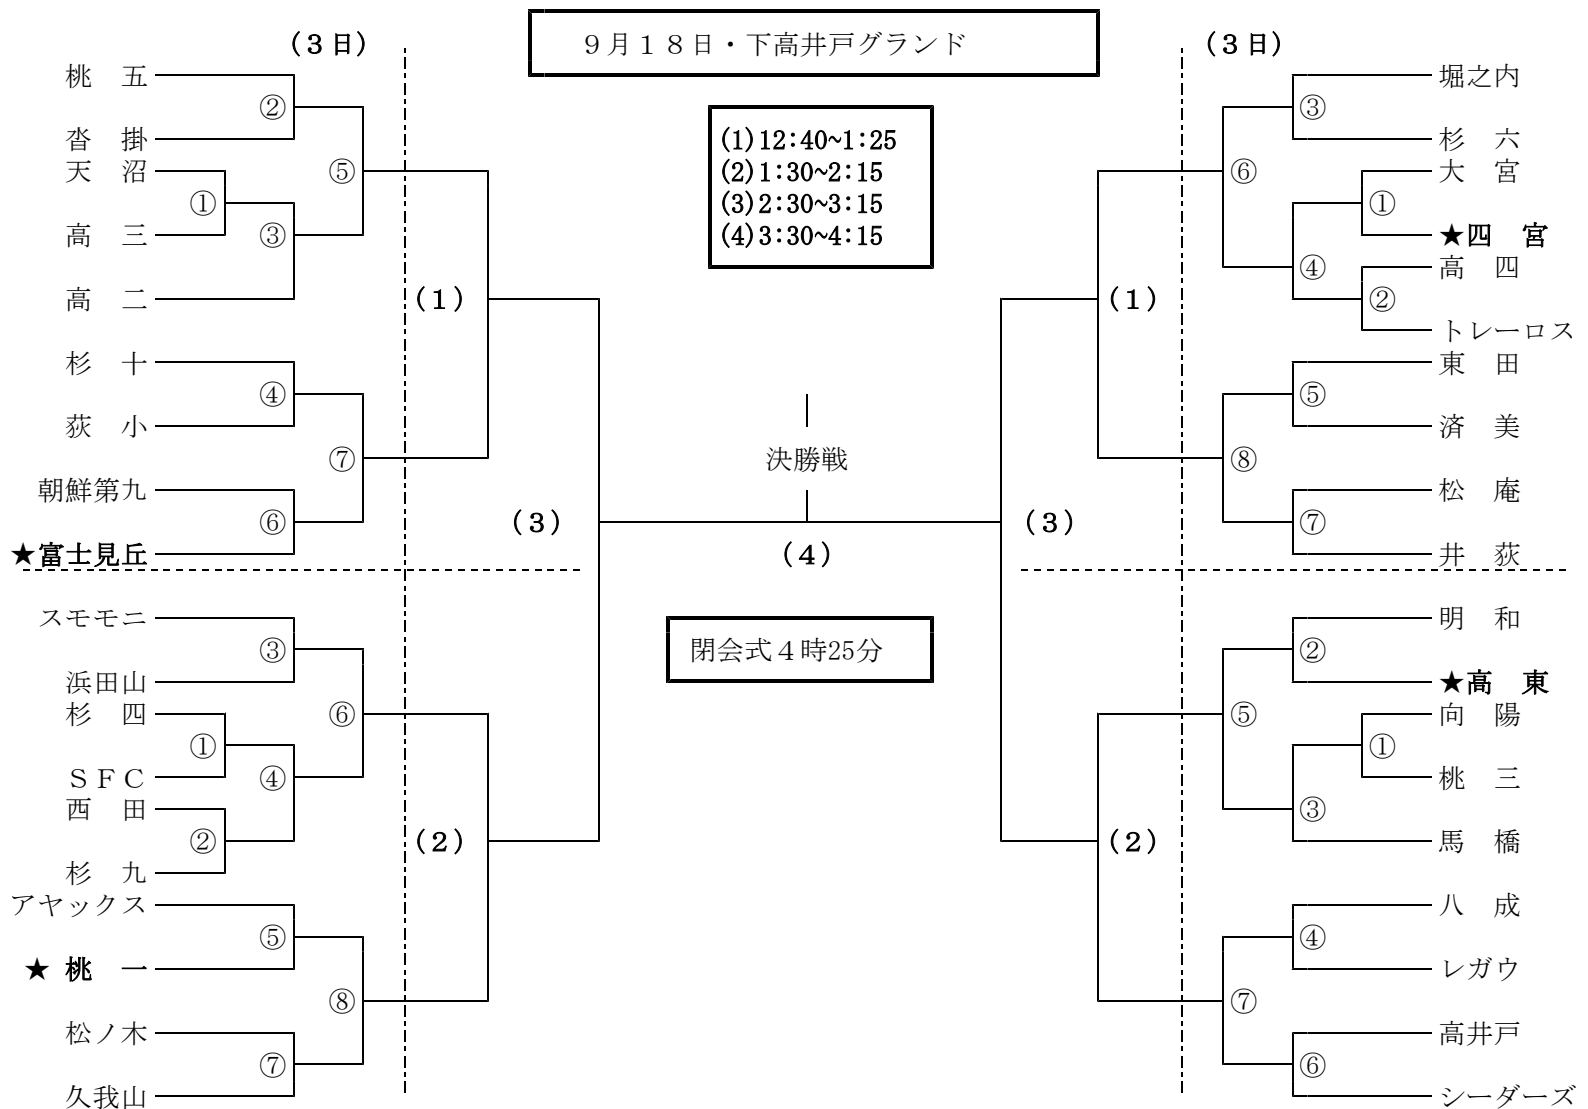 (3日)
9月18日・下高井戸グランド
(3日)
桃　五
②
沓　掛
天　沼
①
高　三
③
高　二
⑤
杉　十
④
荻　小
⑦
朝鮮第九
⑥
★富士見丘
(1)
スモモニ
③
浜田山
⑥
杉　四
①
SFC
④
西　田
②
杉　九
アヤックス
⑤
★桃　一
⑧
松ノ木
⑦
久我山
(2)
(3)
(1)12:40~1:25
(2)1:30~2:15
(3)2:30~3:15
(4)3:30~4:15
決勝戦
(4)
閉会式4時25分
堀之内
③
杉　六
⑥
大　宮
①
★四　宮
④
高　四
②
トレーロス
(1)
東　田
⑤
済　美
⑧
松　庵
⑦
井　荻
(3)
明　和
②
★高　東
⑤
向　陽
①
桃　三
③
馬　橋
(2)
八　成
④
レガウ
⑦
高井戸
⑥
シーダーズ